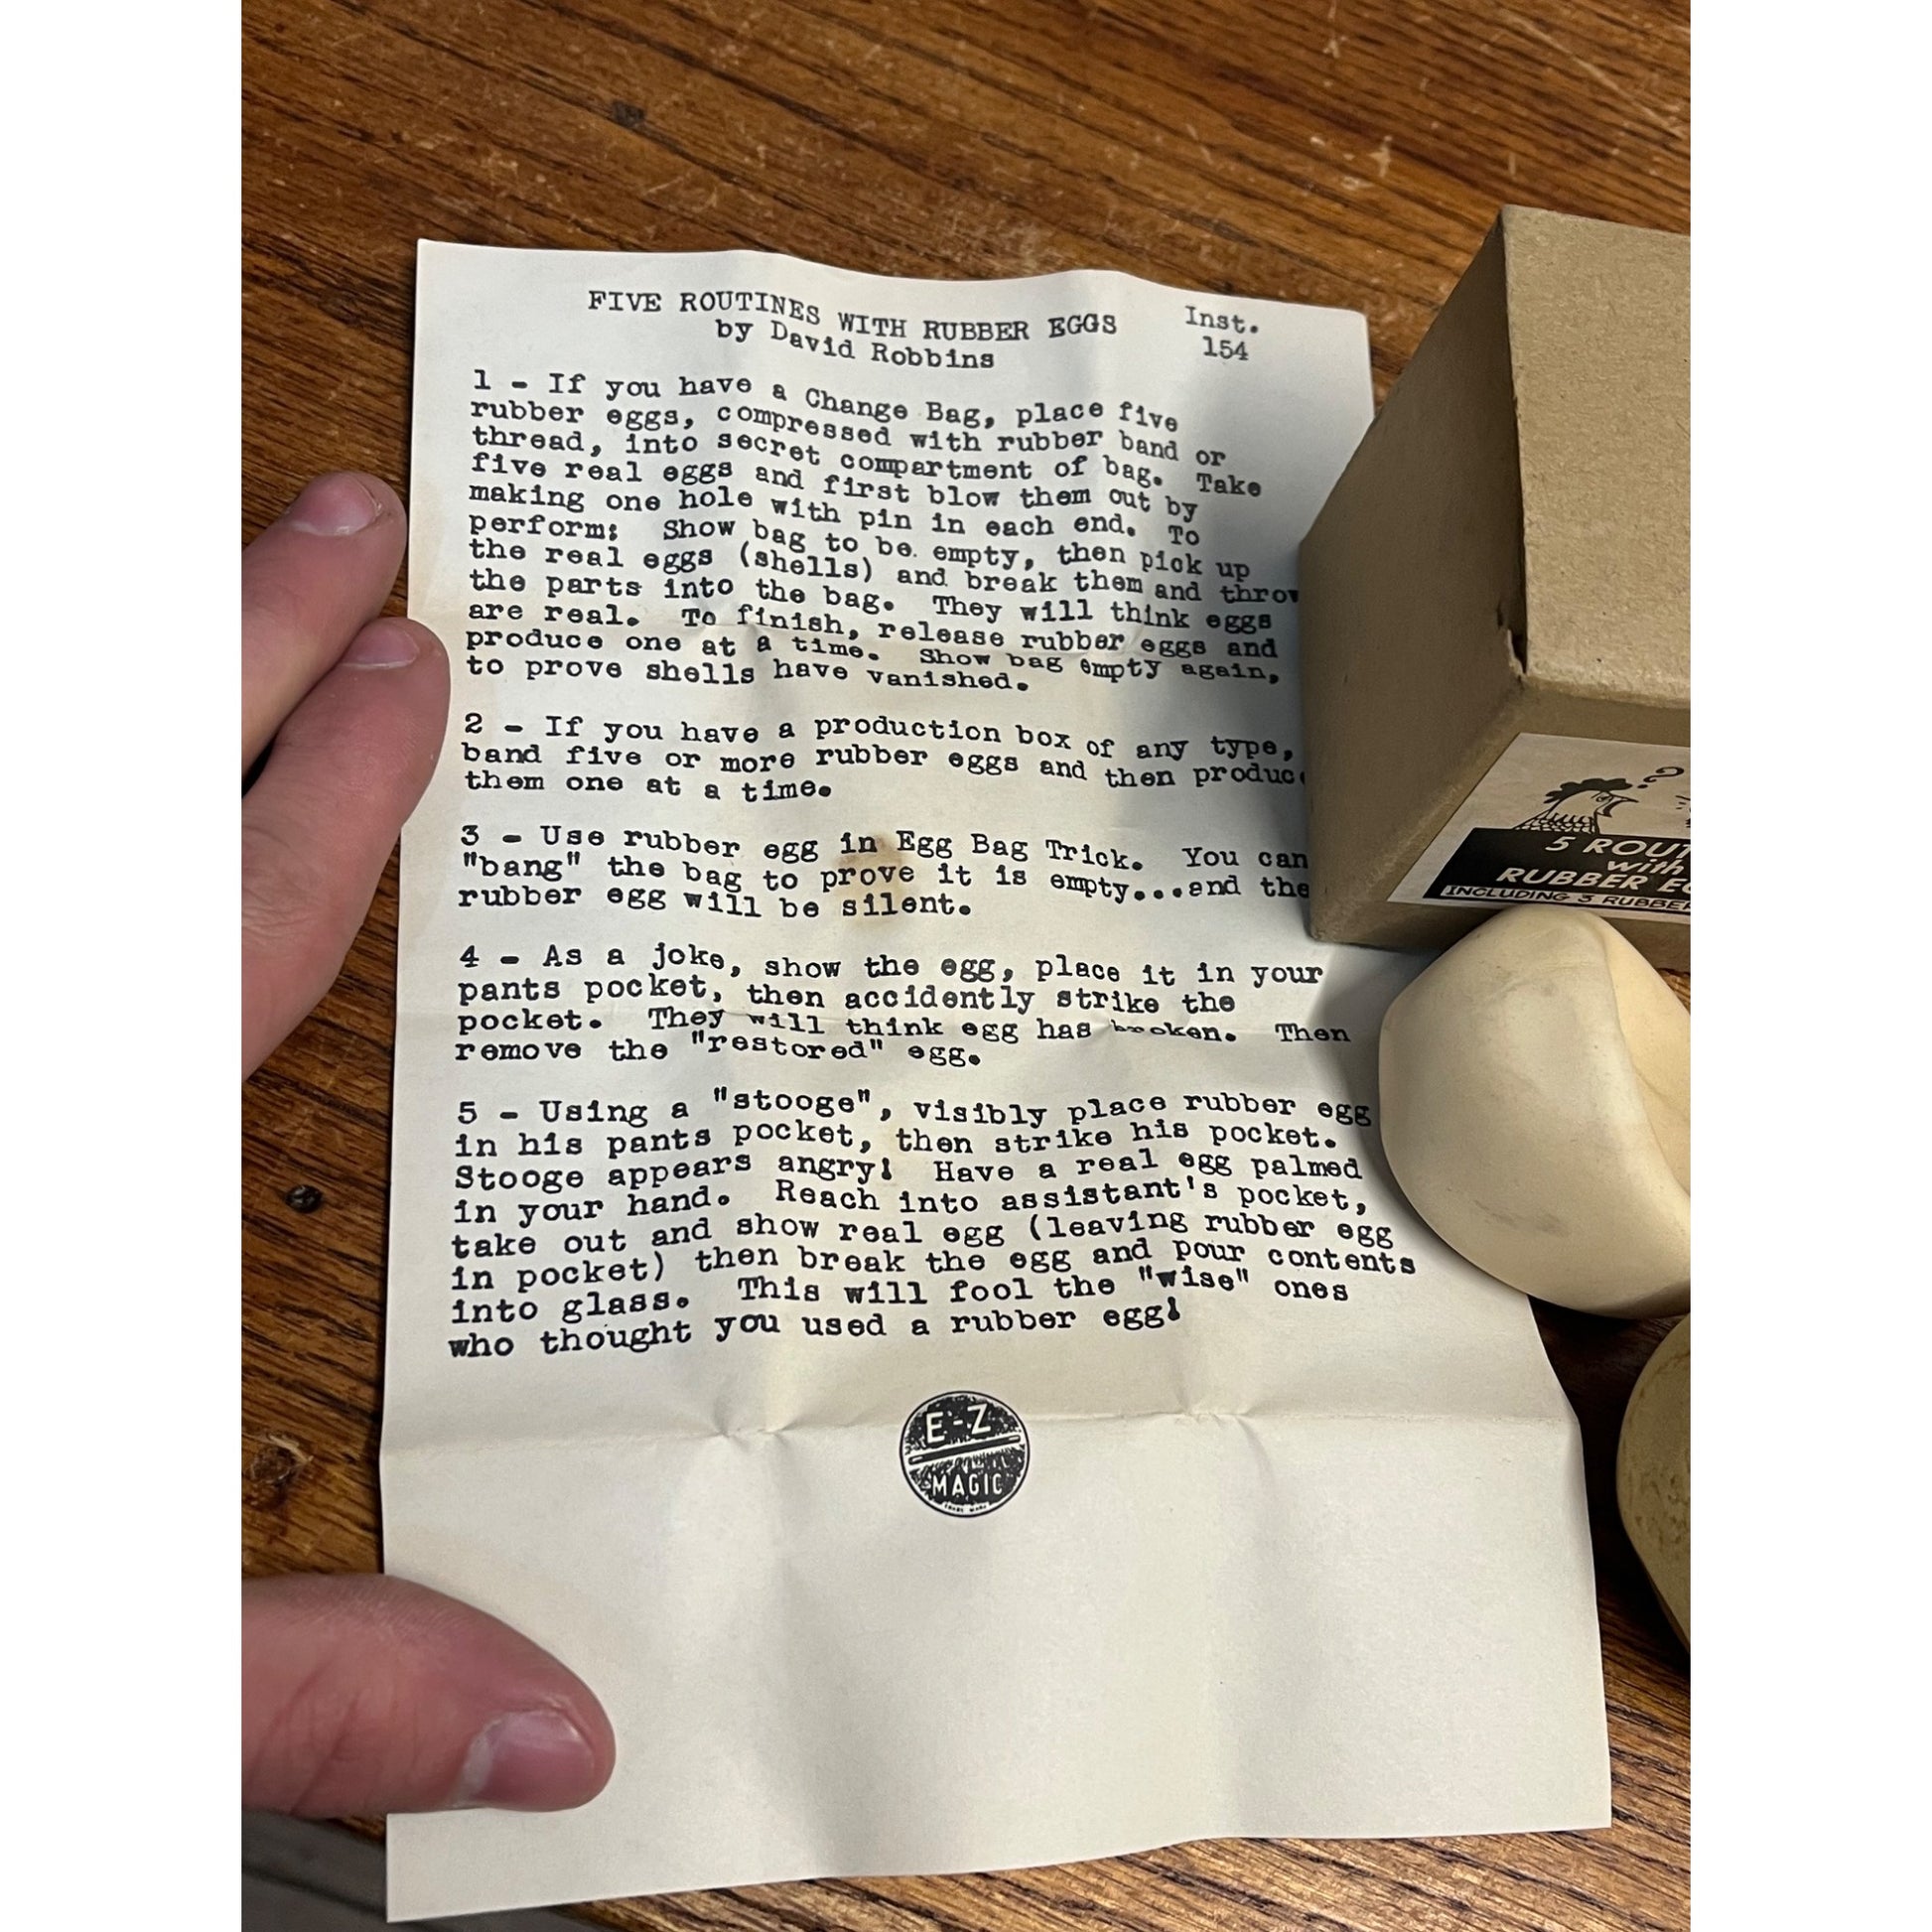 FIVE ROUTINES WITH RUBBER EGGS
by David Robbins
Inst.
154
1 - If you have a Change Bag, place five
rubber eggs, compressed with rubber band or
thread, into secret compartment of bag. Take
five real eggs and first blow them out by
making one hole with pin in each end. To
perform: Show bag to be empty, then pick up
the real eggs (shells) and break them and throw
the parts into the bag. They will think eggs
are real. To finish, release rubber eggs and
produce one at a time. Show bag empty again,
to prove shells have vanished.
2 - If you have a production box of any type,
band five or more rubber eggs and then produc
them one at a time.
3 - Use rubber egg in Egg Bag Trick. You can
"bang" the bag to prove it is empty...and the
rubber egg will be silent.
4 - As a joke, show the egg, place it in your
pants pocket, then accidently strike the
pocket. They will think egg has broken. Then
remove the "restored" egg.
5 - Using a "stooge", visibly place rubber egg
in his pants pocket, then strike his pocket.
Stooge appears angry! Have a real egg palmed
in your hand. Reach into assistant's pocket,
take out and show real egg (leaving rubber egg
in pocket) then break the egg and pour contents
into glass. This will fool the "wise" ones
who thought you used a rubber egg!
E-Z
MAGIC
TRADE MARK
?
5 ROUT
with
RUBBER EG
INCLUDING 3 RUBBER